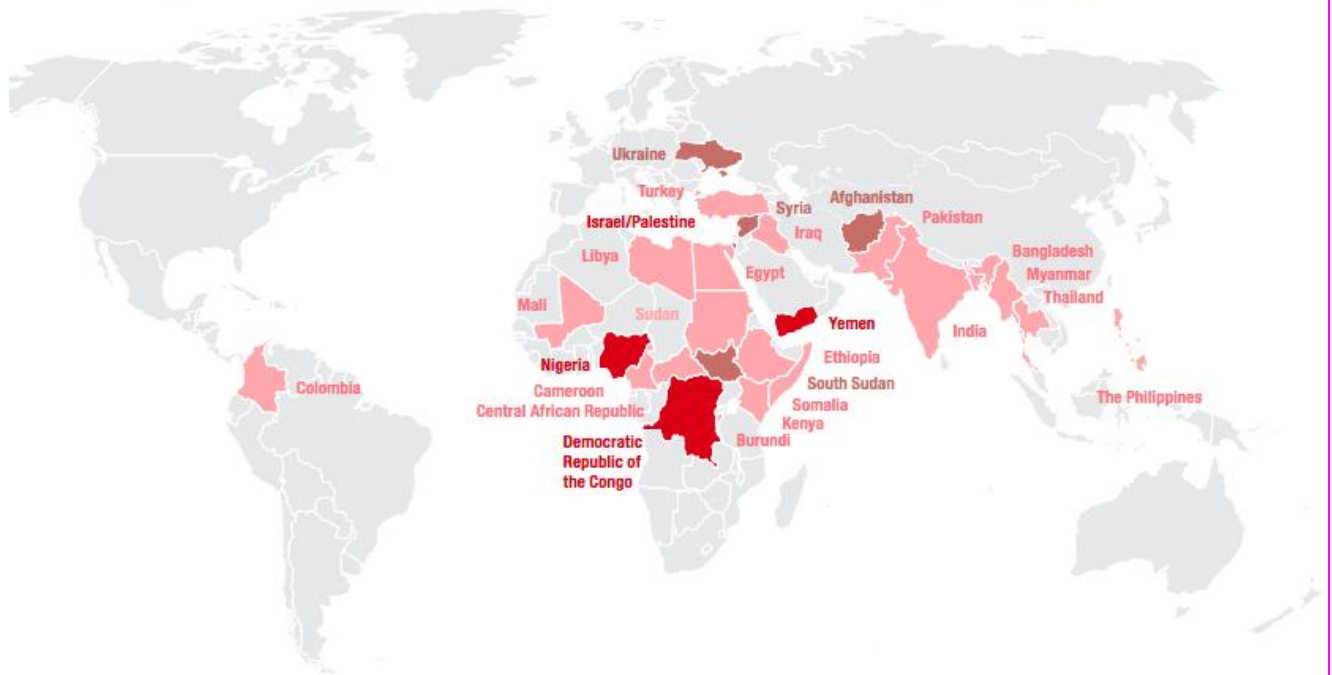 Ukraine
Turkey
Afghanistan
Syria
Pakistan
Israel/Palestine
Iraq
Libya
Bangladesh
Egypt
Myanmar
Thailand
Mali
Sudan
Yemen
India
Nigeria
Ethiopia
Colombia
South Sudan
Cameroon
The Philippines
Central African Republic
Somalia
Kenya
Democratic
Republic of
the Congo
Burundi